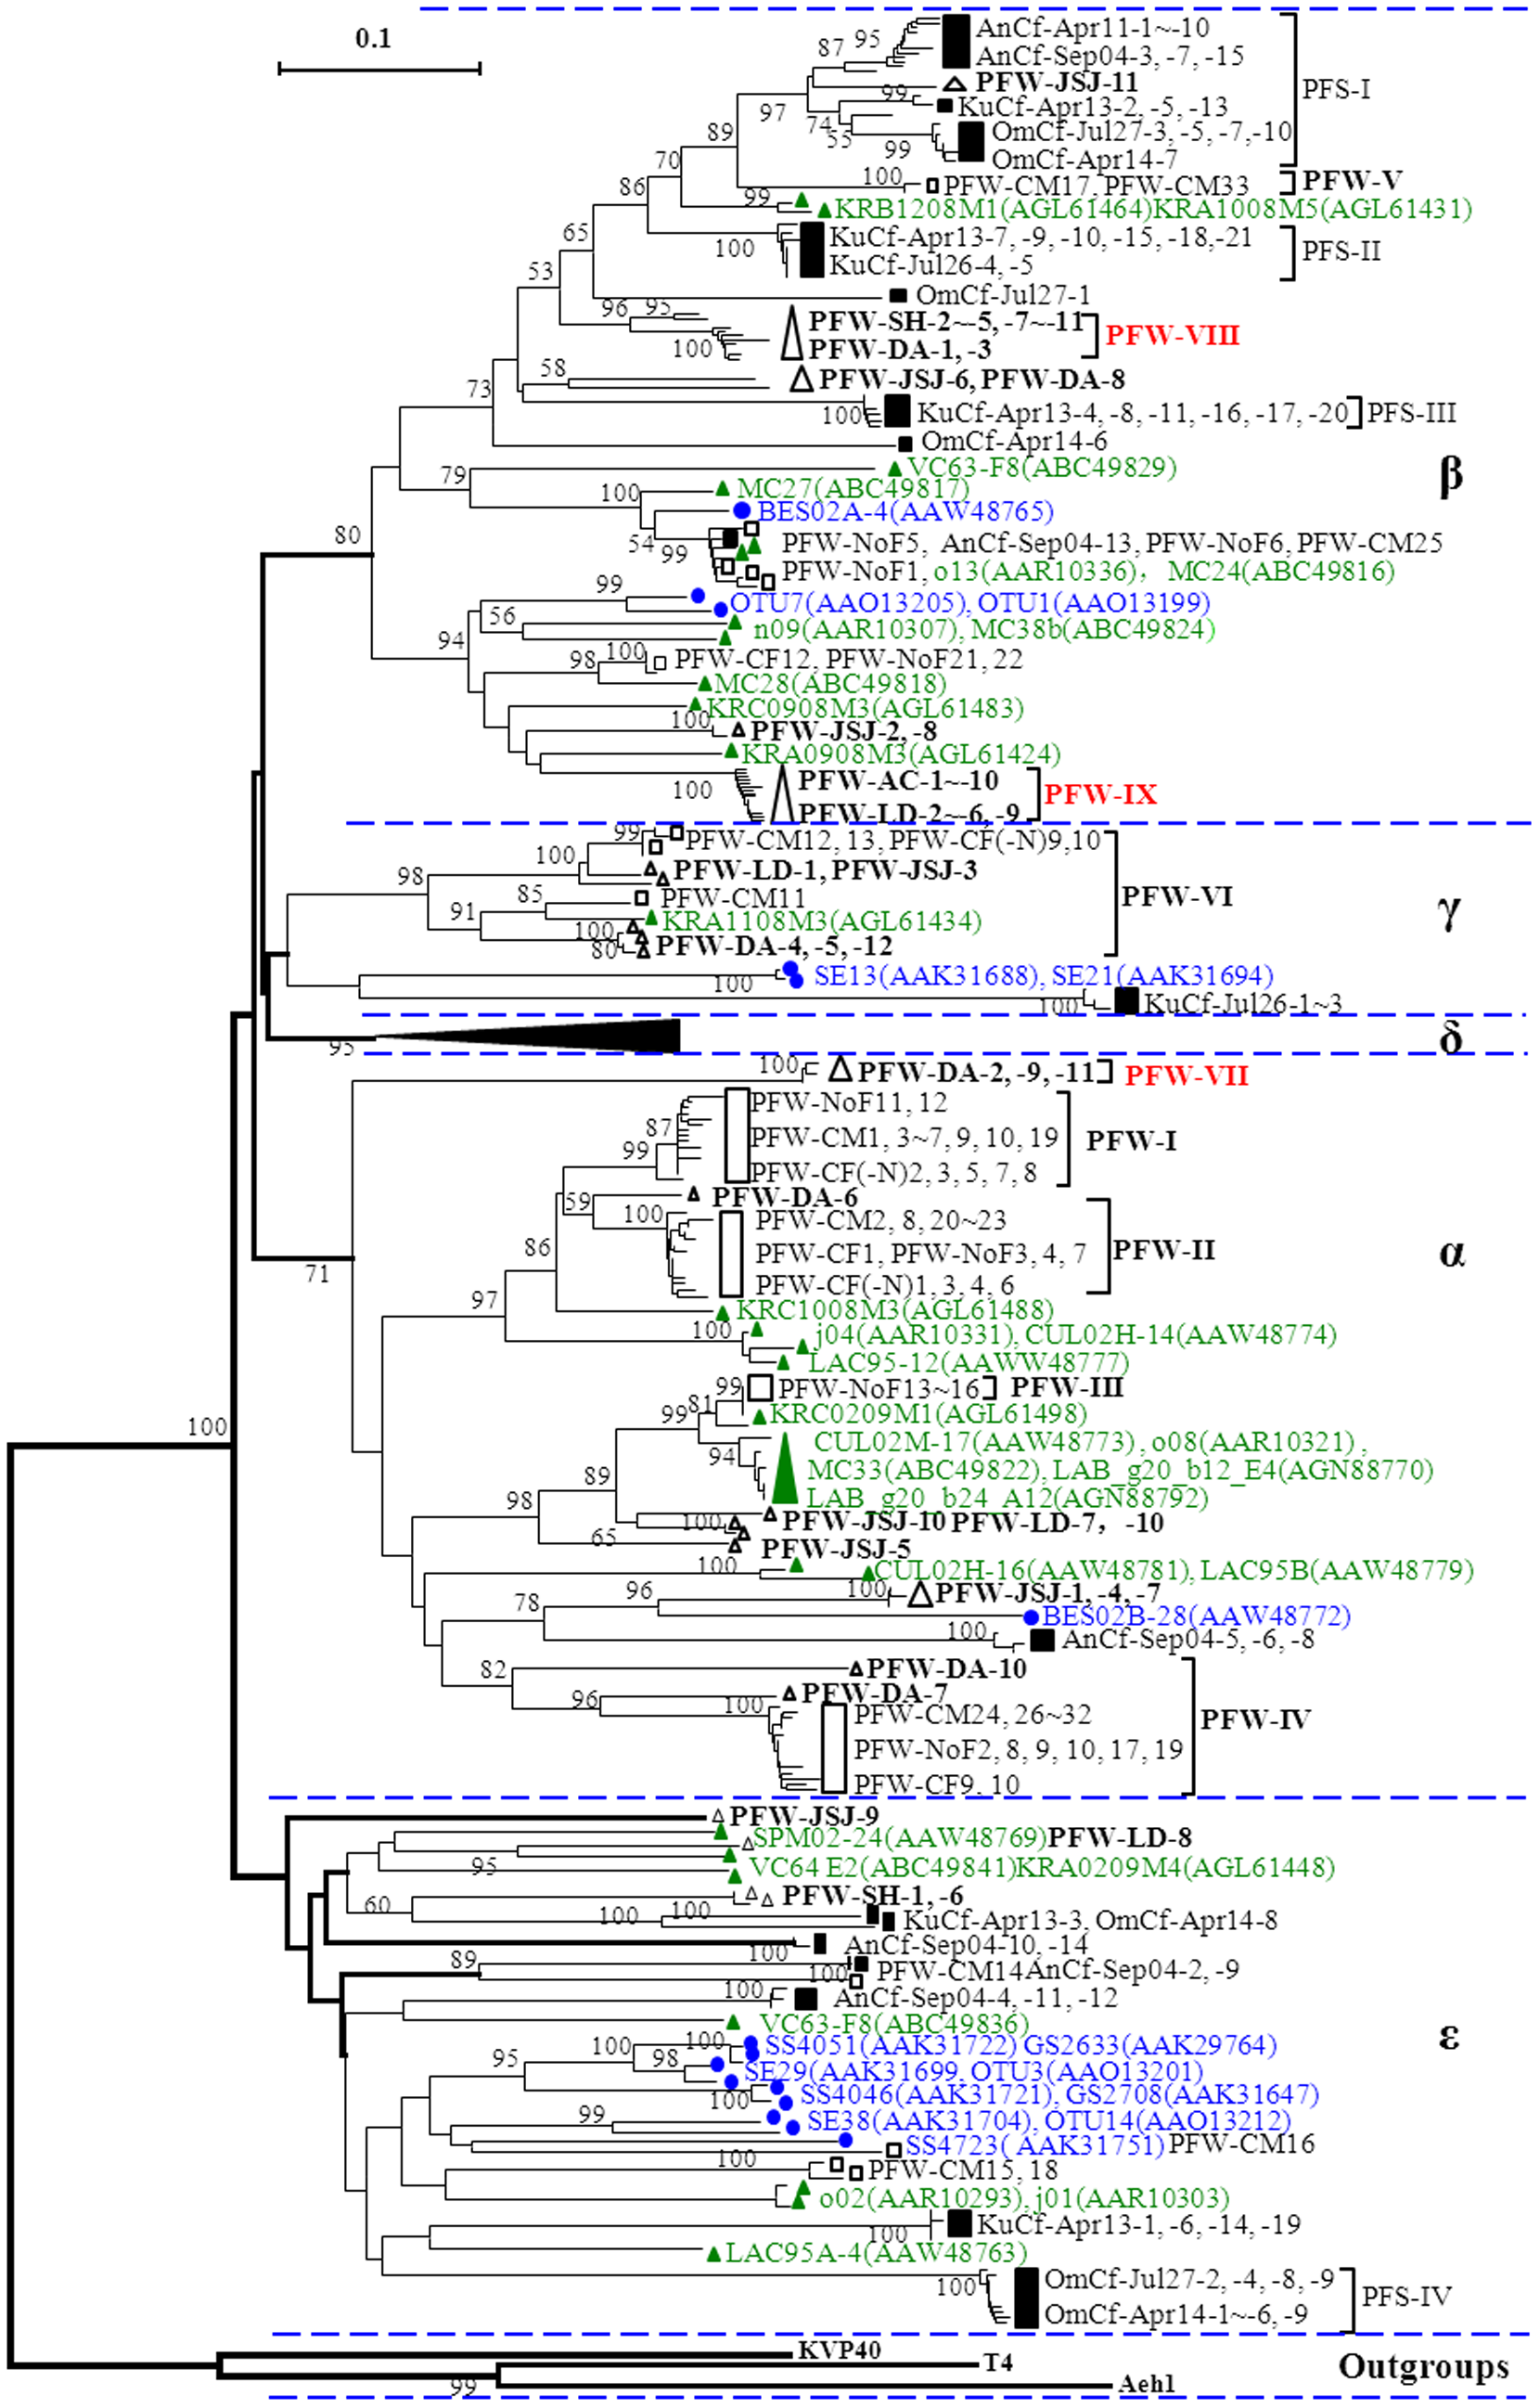 0.1
AnCf-Apr11-1~-10
87 95
AnCf-Sep04-3, -7, -15
PFW-JSJ-11
PFS-I
99
KuCf-Apr13-2, -5, -13
97 74
OmCf-Jul27-3, -5, -7,-10
89 55 99
OmCf-Apr14-7
70
100 PFW-CM17, PFW-CM33 PFW-V
86 99
KRB1208M1(AGL61464)KRA1008M5(AGL61431)
65
KuCf-Apr13-7, -9, -10, -15, -18,-21
100 PFS-II
KuCf-Jul26-4, -5
53
OmCf-Jul27-1
96 95 PFW-SH-2~-5, -7~-11
PFW-VIII
100 PFW-DA-1, -3
58 PFW-JSJ-6, PFW-DA-8
73
100 KuCf-Apr13-4, -8, -11, -16, -17, -20 PFS-III
OmCf-Apr14-6
79 VC63-F8(ABC49829)
β
100 MC27(ABC49817)
BES02A-4(AAW48765)
80 54 99
PFW-NoF5, AnCf-Sep04-13, PFW-NoF6, PFW-CM25
PFW-NoF1, o13(AAR10336), MC24(ABC49816)
99
OTU7(AAO13205), OTU1(AAO13199)
56
n09(AAR10307), MC38b(ABC49824)
94
98 100 PFW-CF12, PFW-NoF21, 22
MC28(ABC49818)
KRC0908M3(AGL61483)
100 PFW-JSJ-2, -8
KRA0908M3(AGL61424)
PFW-AC-1~-10
100 PFW-IX
PFW-LD-2~-6, -9
99 PFW-CM12, 13, PFW-CF(-N)9,10
100
98 PFW-LD-1, PFW-JSJ-3
85 PFW-CM11 PFW-VI
γ
91 KRA1108M3(AGL61434)
100
80 PFW-DA-4, -5, -12
100 SE13(AAK31688), SE21(AAK31694)
100 KuCf-Jul26-1~3
95 δ
100 PFW-DA-2, -9, -11 PFW-VII
PFW-NoF11, 12
87
99 PFW-CM1, 3~7, 9, 10, 19 PFW-I
PFW-CF(-N)2, 3, 5, 7, 8
59 PFW-DA-6
100 PFW-CM2, 8, 20~23
86 PFW-CF1, PFW-NoF3, 4, 7 PFW-II
α
71 PFW-CF(-N)1, 3, 4, 6
97 KRC1008M3(AGL61488)
100 j04(AAR10331), CUL02H-14(AAW48774)
LAC95-12(AAWW48777)
99 PFW-NoF13~16 PFW-III
81
99 KRC0209M1(AGL61498)
100
CUL02M-17(AAW48773), o08(AAR10321),
94
89 MC33(ABC49822), LAB_g20_b12_E4(AGN88770)
98 LAB_g20_b24_A12(AGN88792)
100 PFW-JSJ-10 PFW-LD-7, -10
65 PFW-JSJ-5
100 CUL02H-16(AAW48781), LAC95B(AAW48779)
96 100 PFW-JSJ-1, -4, -7
78 BES02B-28(AAW48772)
100 AnCf-Sep04-5, -6, -8
82 PFW-DA-10
96 100 PFW-DA-7
PFW-CM24, 26~32 PFW-IV
PFW-NoF2, 8, 9, 10, 17, 19
PFW-CF9, 10
PFW-JSJ-9
SPM02-24(AAW48769)PFW-LD-8
95 VC64 E2(ABC49841)KRA0209M4(AGL61448)
60 PFW-SH-1, -6
100 100 KuCf-Apr13-3, OmCf-Apr14-8
100 AnCf-Sep04-10, -14
89 100 PFW-CM14AnCf-Sep04-2, -9
100 AnCf-Sep04-4, -11, -12
VC63-F8(ABC49836)
ε
100 100 SS4051(AAK31722) GS2633(AAK29764)
95 98 SE29(AAK31699, OTU3(AAO13201)
100 SS4046(AAK31721), GS2708(AAK31647)
99 SE38(AAK31704), OTU14(AAO13212)
SS4723( AAK31751)PFW-CM16
100 PFW-CM15, 18
o02(AAR10293), j01(AAR10303)
100 KuCf-Apr13-1, -6, -14, -19
LAC95A-4(AAW48763)
100 OmCf-Jul27-2, -4, -8, -9
PFS-IV
OmCf-Apr14-1~-6, -9
KVP40
T4
Outgroups
99 Aeh1